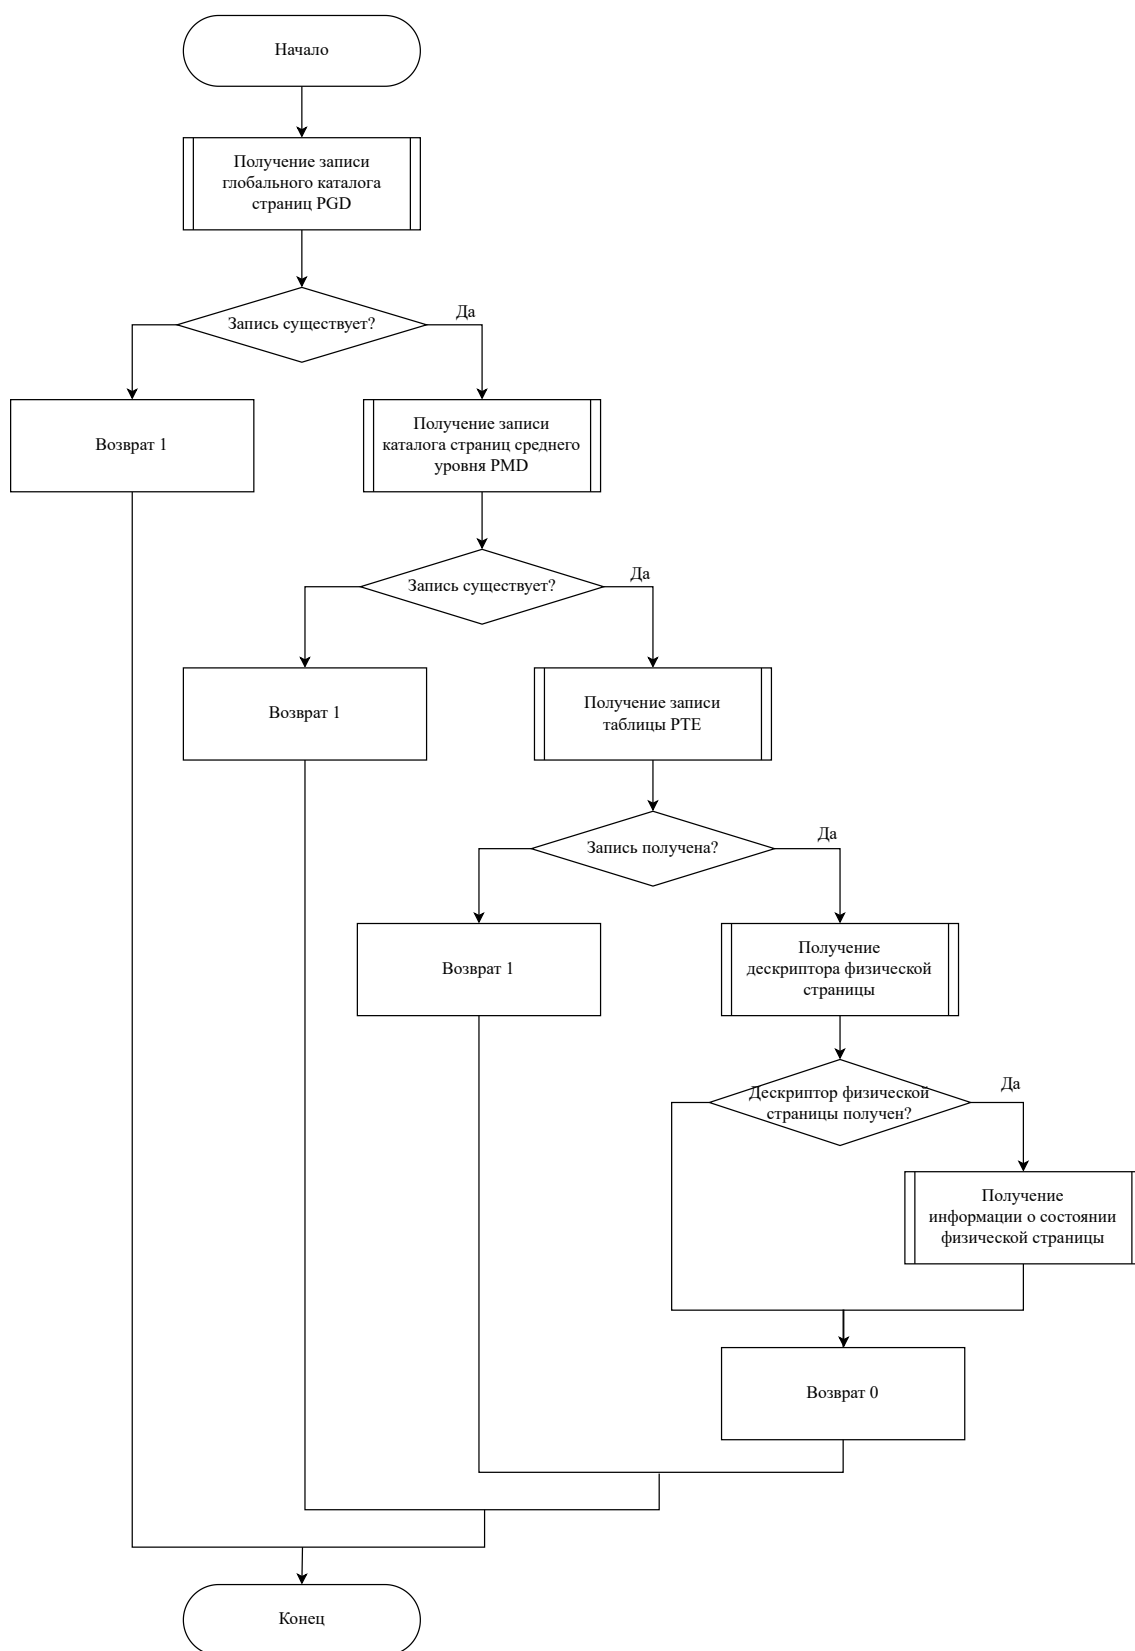 Начало
Получение записи
глобального каталога
страниц PGD
Запись существует?
Да
Возврат 1
Получение записи
каталога страниц среднего
уровня PMD
Запись существует?
Да
Возврат 1
Получение записи
таблицы PTE
Запись получена?
Да
Возврат 1
Получение
дескриптора физической
страницы
Дескриптор физической
страницы получен?
Да
Получение
информации о состоянии
физической страницы
Возврат 0
Конец